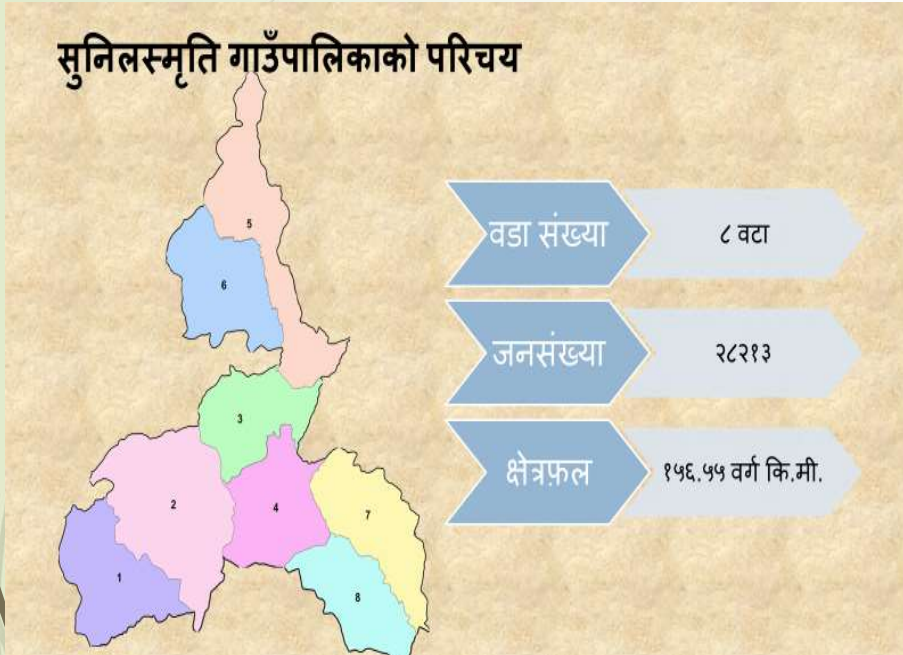 सुनिलस्मृति गाउँपालिकाको परिचय
5
6
3
2
4
7
1
8
वडा संख्या
८ वटा
जनसंख्या
२८२१३
क्षेत्रफ़ल
१५६.५५ वर्ग कि.मी.